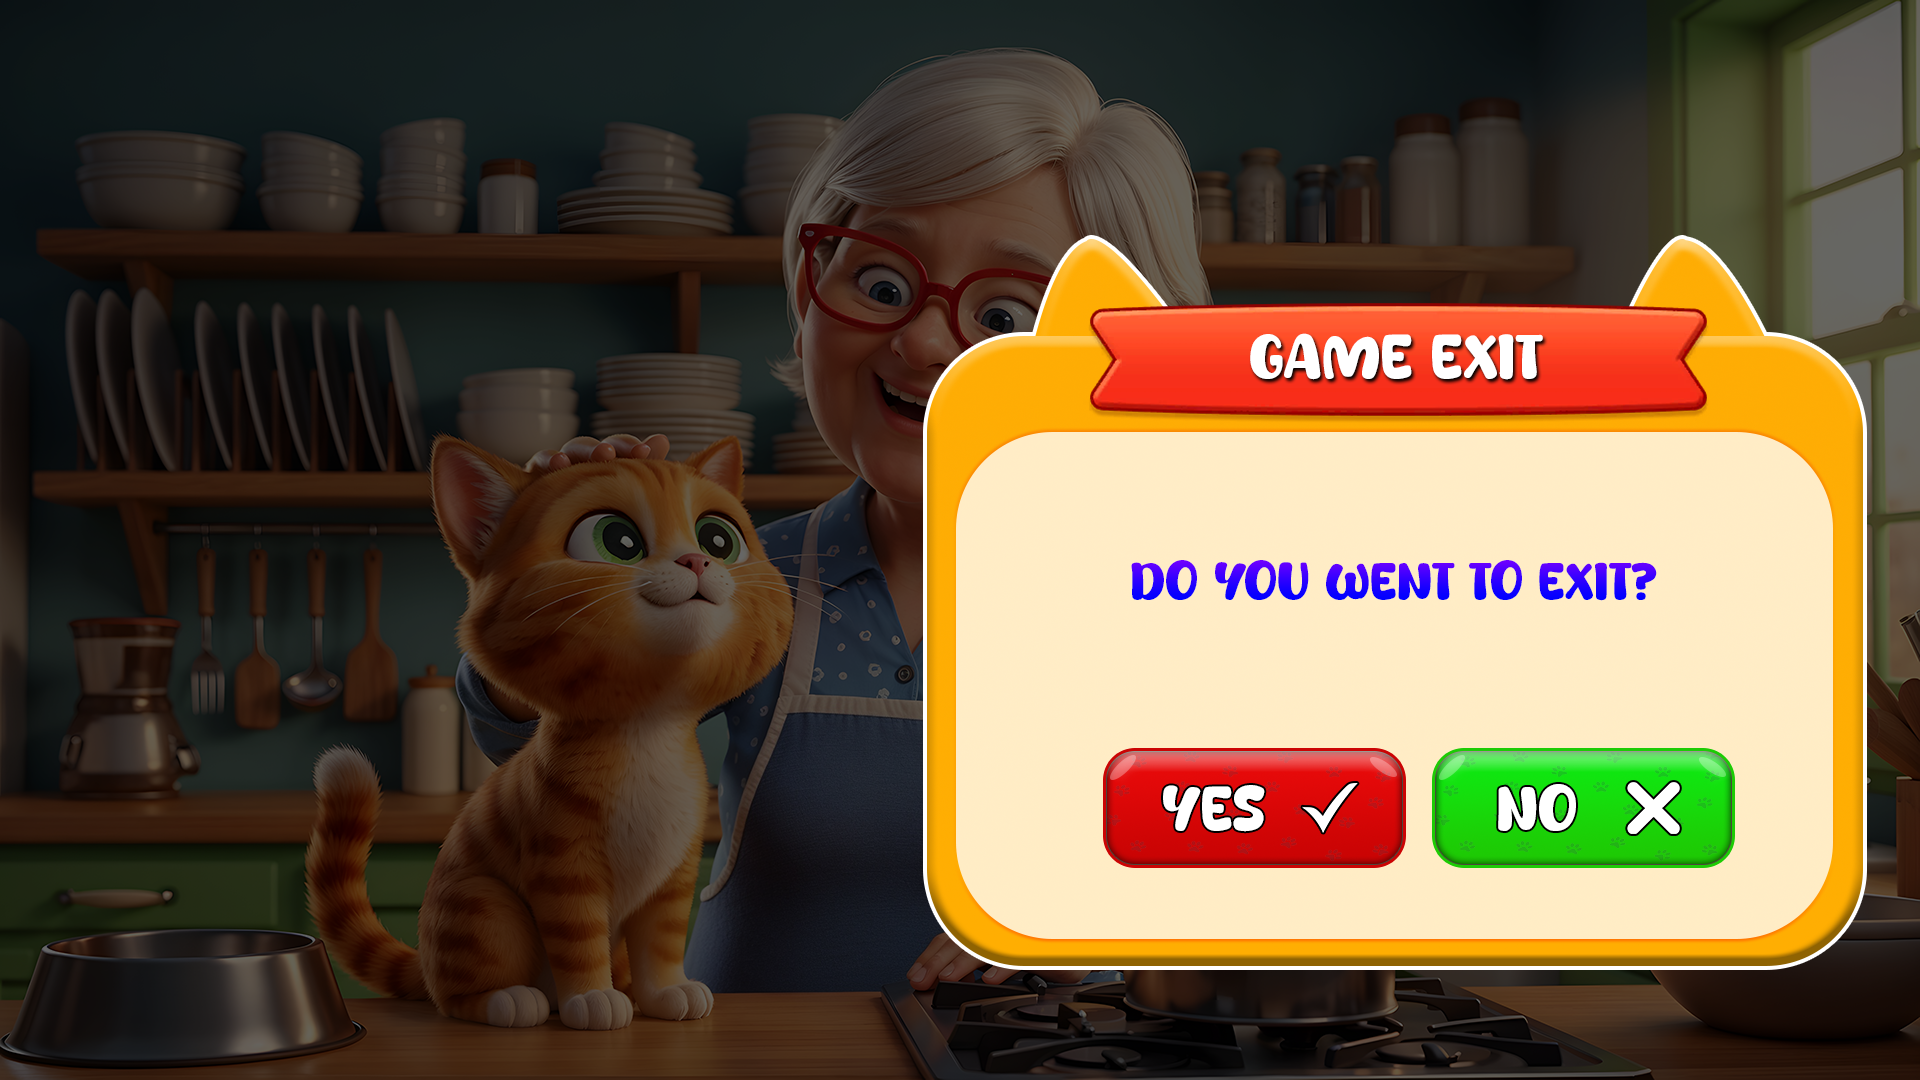 GAME EXIT
DO YOU WENT TO EXIT?
YES ✓
NO ✕